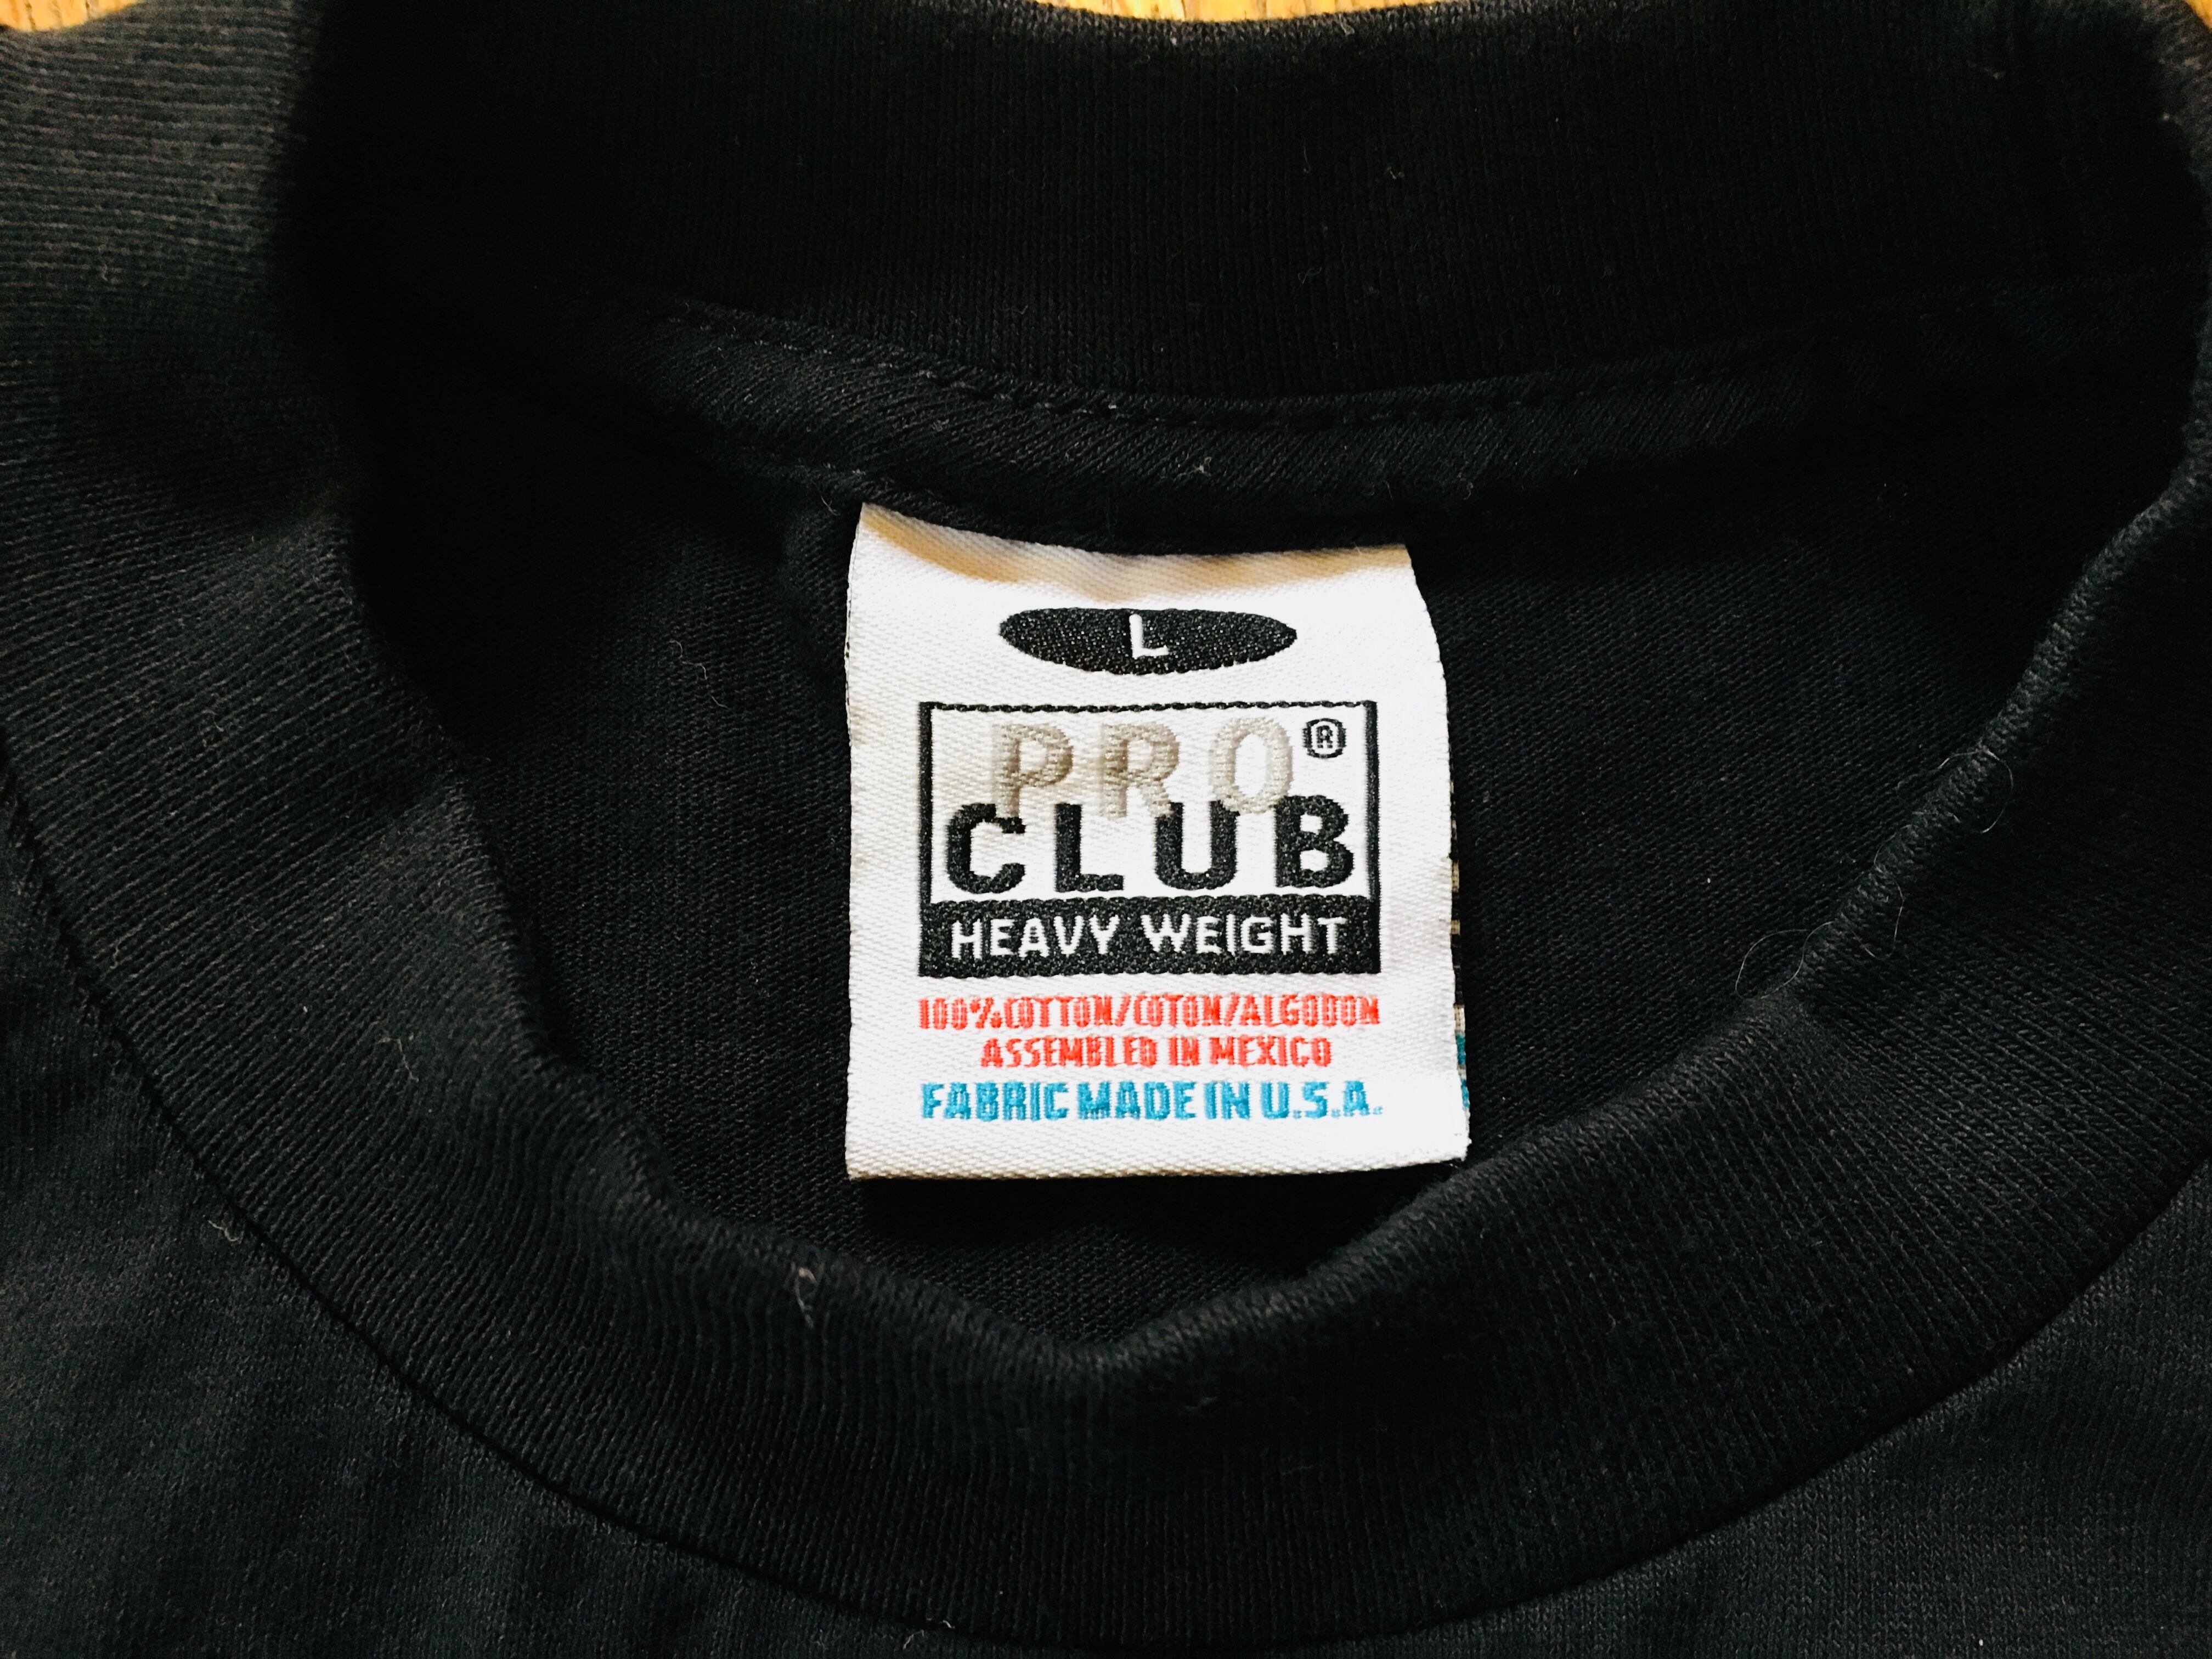 L
PRO®
CLUB
HEAVY WEIGHT
100%COTTON/COTON/ALGODON
ASSEMBLED IN MEXICO
FABRIC MADE IN U.S.A.